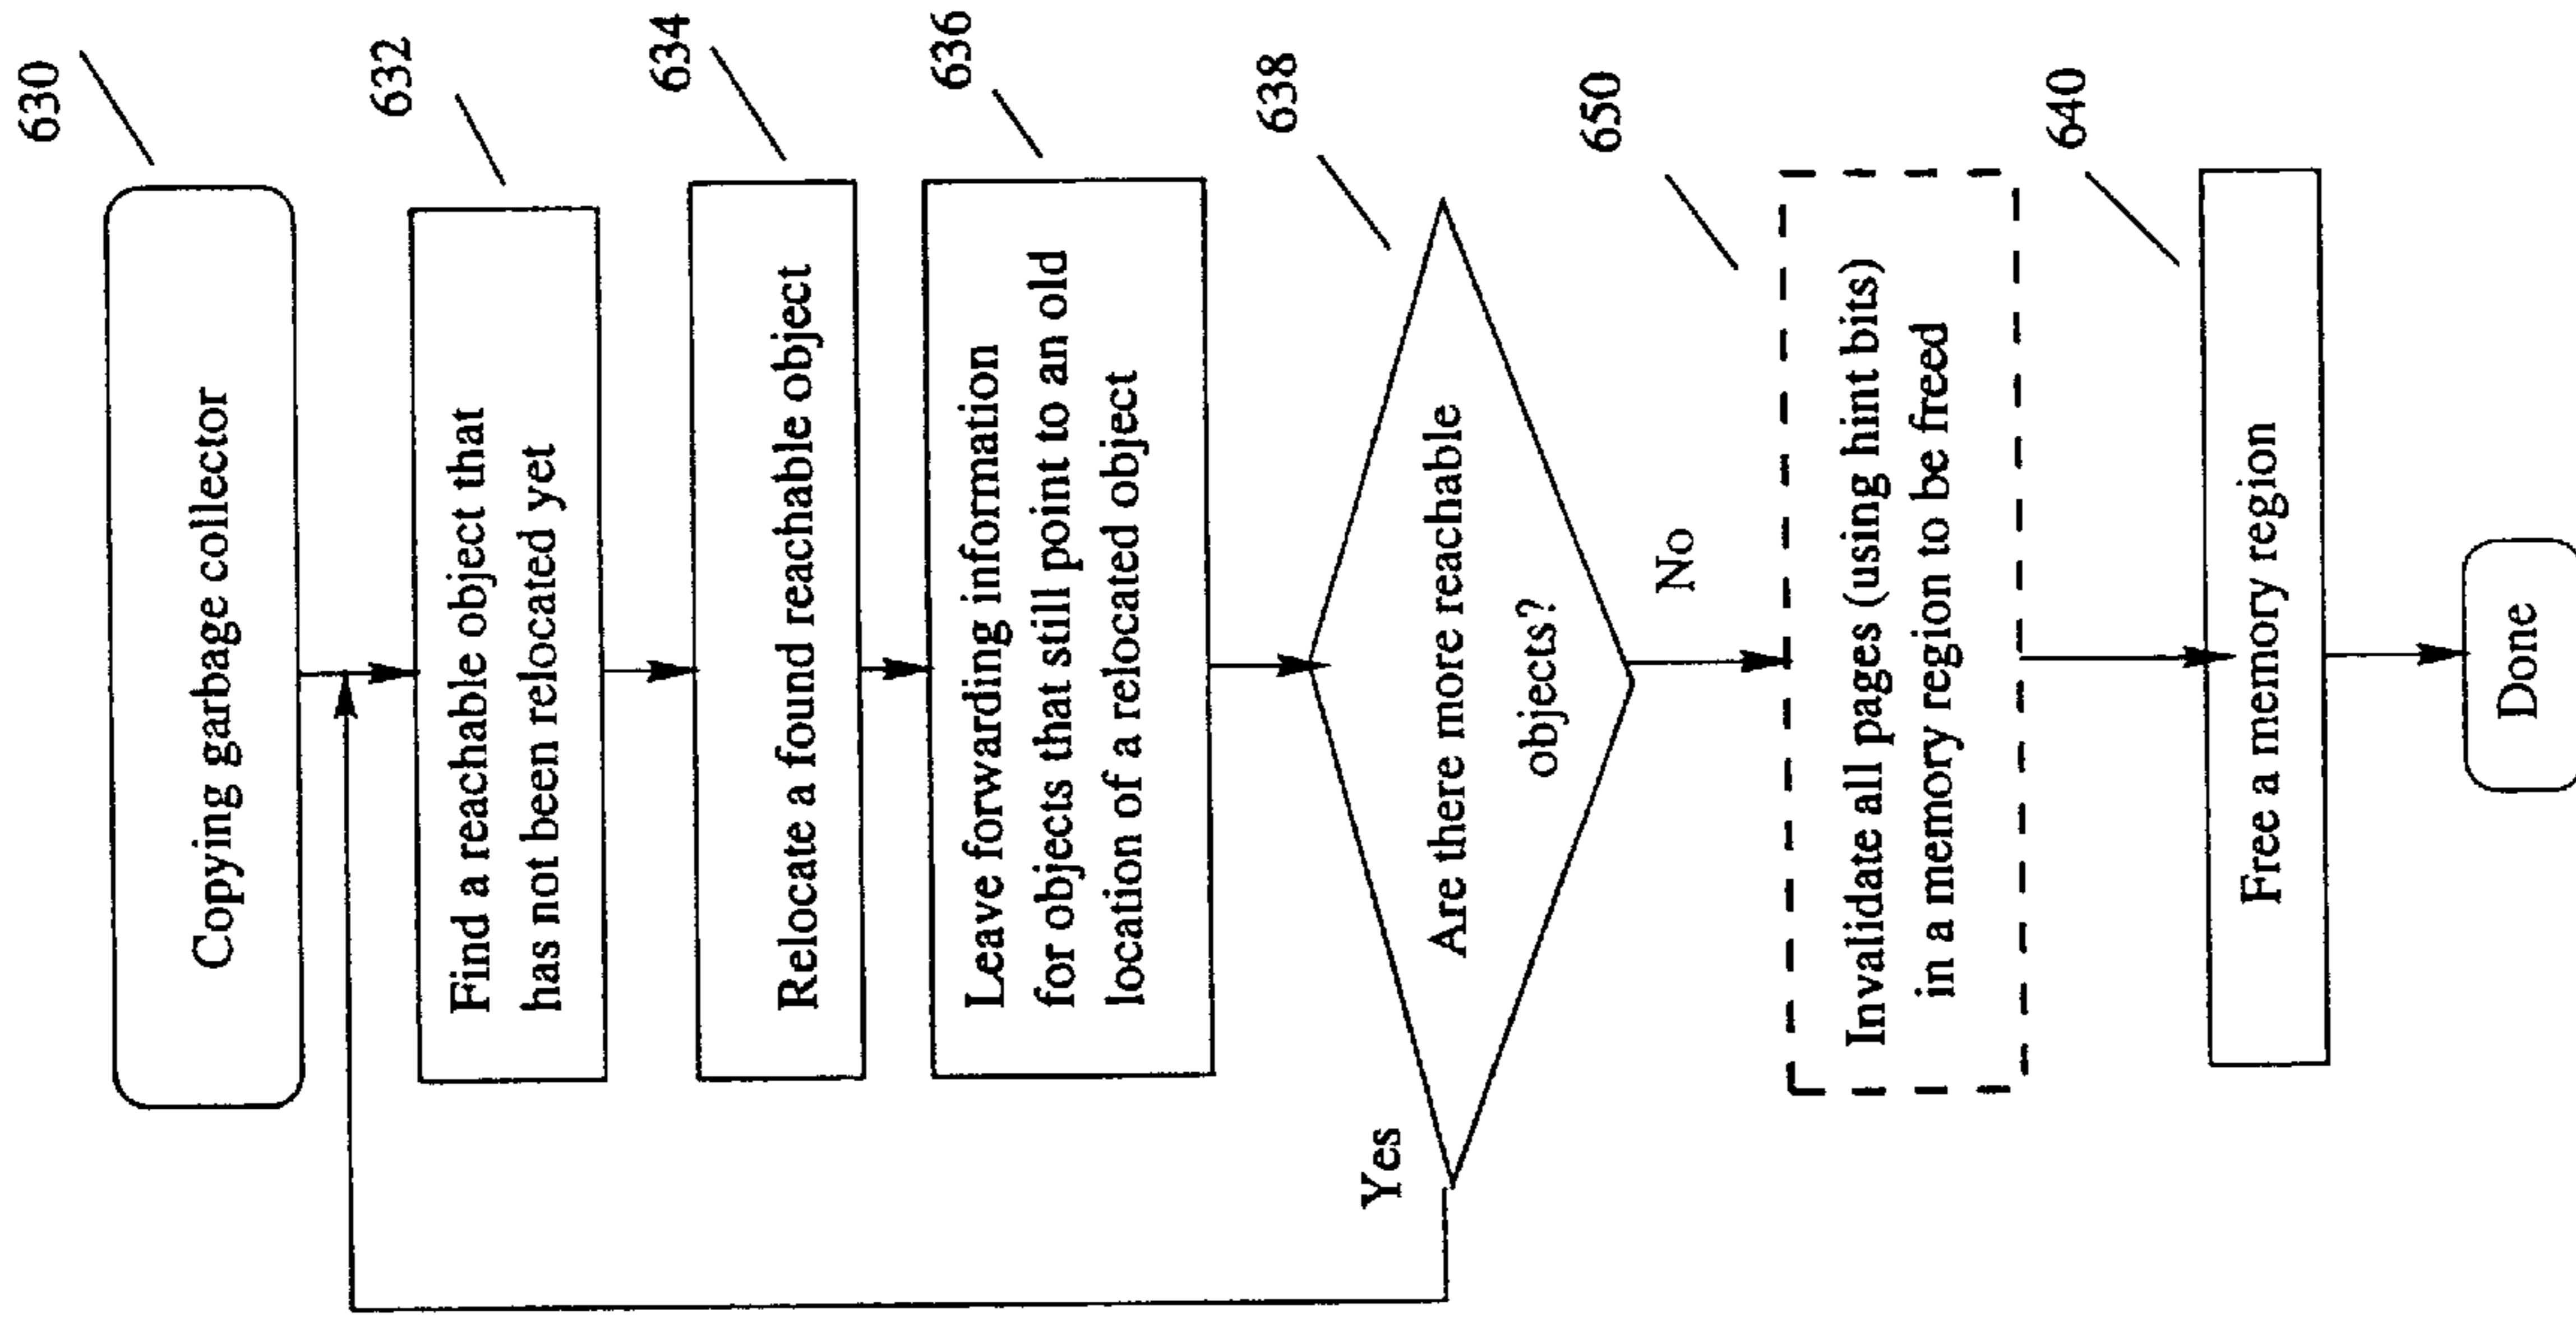 630
Copying garbage collector
632
Find a reachable object that
has not been relocated yet
634
Relocate a found reachable object
636
Leave forwarding information
for objects that still point to an old
location of a relocated object
638
Are there more reachable
objects?
Yes
No
650
Invalidate all pages (using hint bits)
in a memory region to be freed
640
Free a memory region
Done